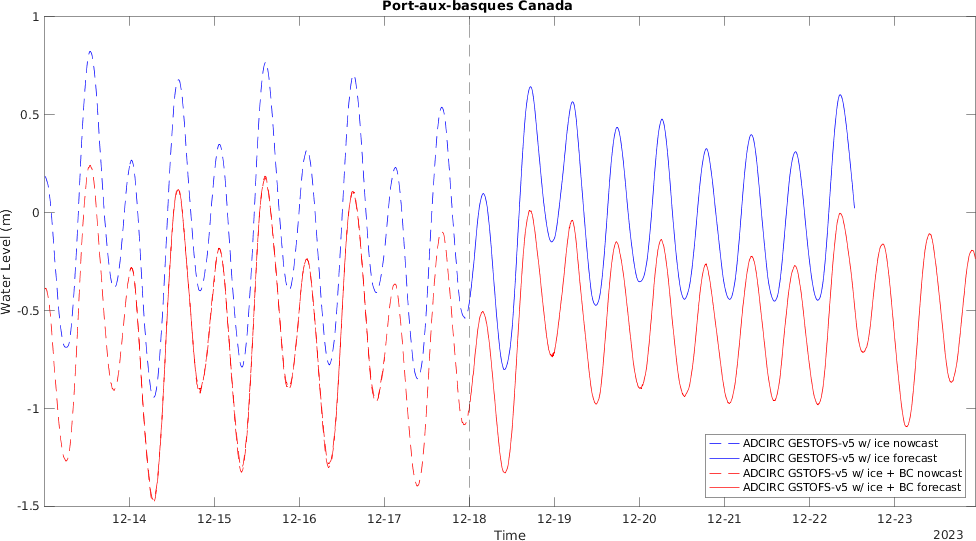 Port-aux-basques Canada
1
0.5
0
-0.5
-1
-1.5
Water Level (m)
12-14 12-15 12-16 12-17 12-18 12-19 12-20 12-21 12-22 12-23
Time
2023
ADCIRC GESTOFS-v5 w/ ice nowcast
ADCIRC GESTOFS-v5 w/ ice forecast
ADCIRC GSTOFS-v5 w/ ice + BC nowcast
ADCIRC GSTOFS-v5 w/ ice + BC forecast